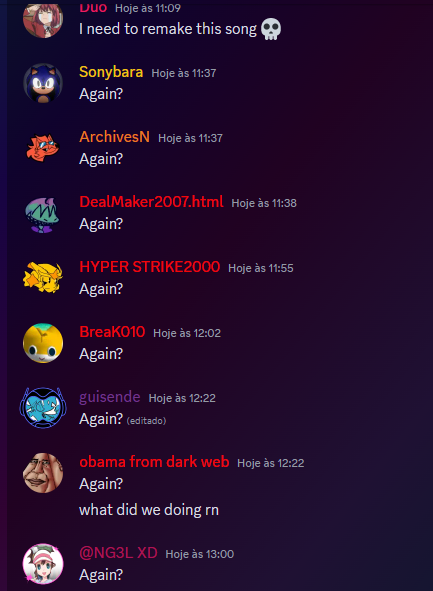 Duo Hoje às 11:09
I need to remake this song 💀
Sonybara Hoje às 11:37
Again?
ArchivesN Hoje às 11:37
Again?
DealMaker2007.html Hoje às 11:38
Again?
HYPER STRIKE2000 Hoje às 11:55
Again?
BreaK010 Hoje às 12:02
Again?
guisende Hoje às 12:22
Again? (editado)
obama from dark web Hoje às 12:22
Again?
what did we doing rn
@NG3L XD Hoje às 13:00
Again?